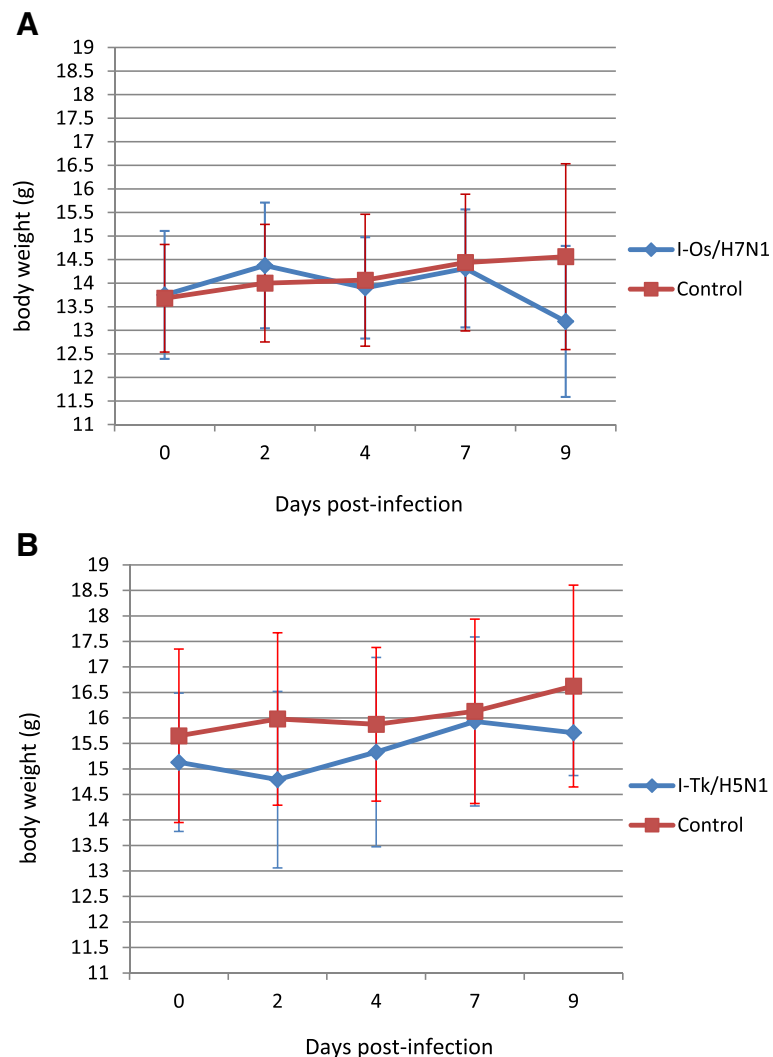 A
19
18.5
18
17.5
17
16.5
16
15.5
15
14.5
14
13.5
13
12.5
12
11.5
11
body weight (g)
0 2 4 7 9
Days post-infection
I-Os/H7N1
Control
B
19
18.5
18
17.5
17
16.5
16
15.5
15
14.5
14
13.5
13
12.5
12
11.5
11
body weight (g)
0 2 4 7 9
Days post-infection
I-Tk/H5N1
Control